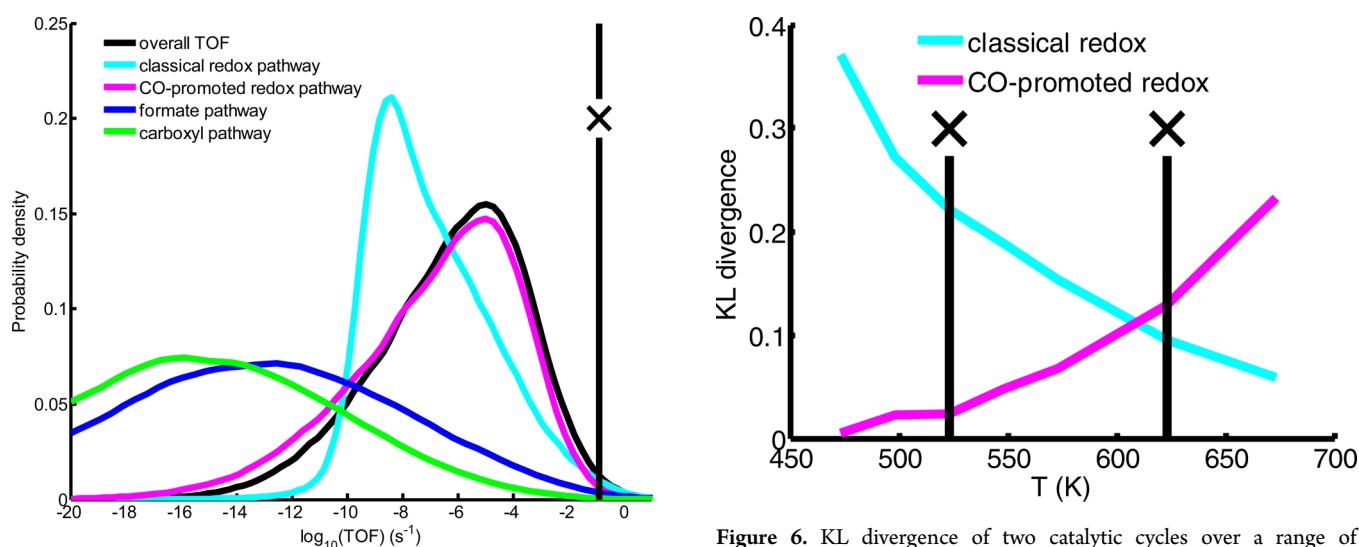 0.25
0.2
0.15
0.1
0.05
0
Probability density
overall TOF
classical redox pathway
CO-promoted redox pathway
formate pathway
carboxyl pathway
-20 -18 -16 -14 -12 -10 -8 -6 -4 -2 0
log10(TOF) (s-1)
0.4
0.3
0.2
0.1
0
KL divergence
classical redox
CO-promoted redox
450 500 550 600 650 700
T (K)
Figure 6. KL divergence of two catalytic cycles over a range of